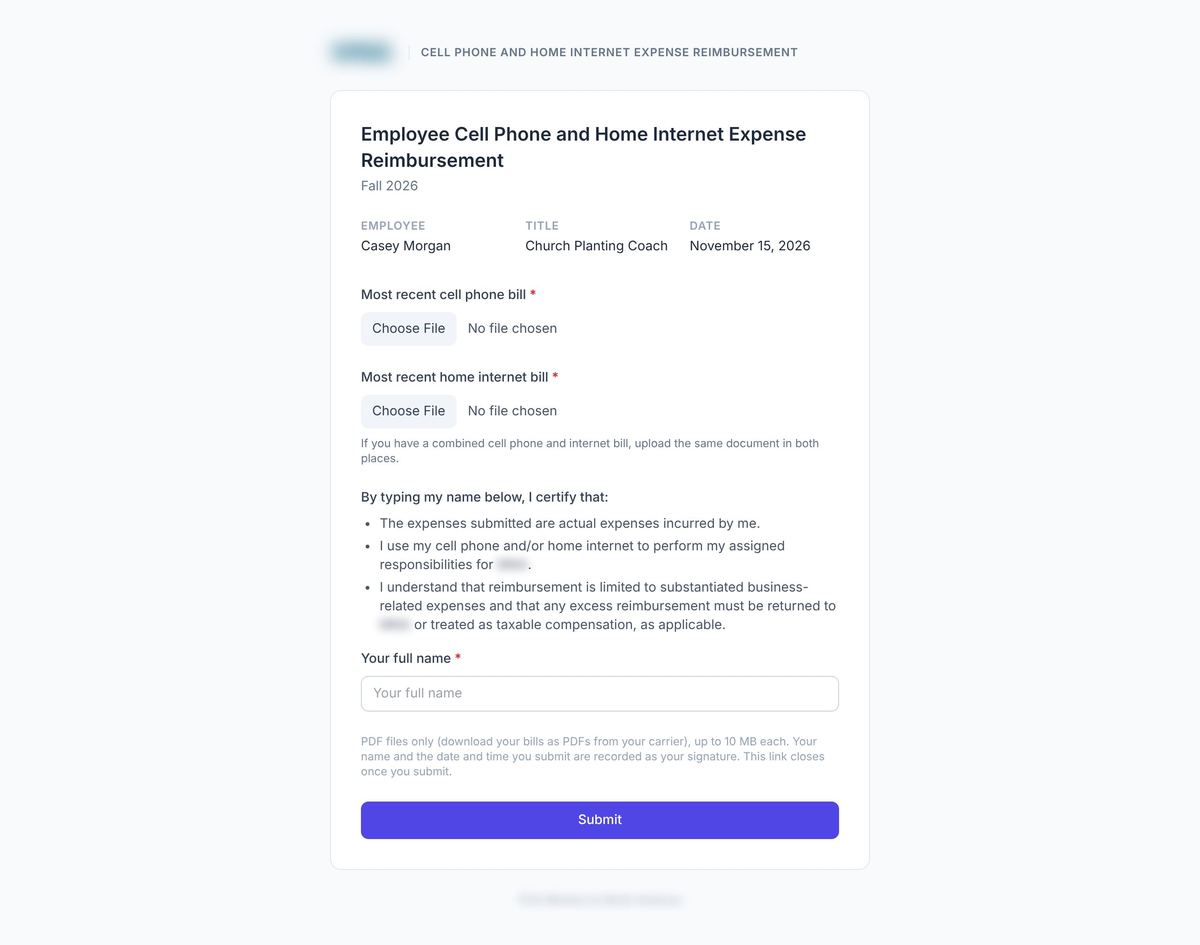 CELL PHONE AND HOME INTERNET EXPENSE REIMBURSEMENT
Employee Cell Phone and Home Internet Expense
Reimbursement
Fall 2026
EMPLOYEE TITLE DATE
Casey Morgan Church Planting Coach November 15, 2026
Most recent cell phone bill *
Choose File No file chosen
Most recent home internet bill *
Choose File No file chosen
If you have a combined cell phone and internet bill, upload the same document in both
places.
By typing my name below, I certify that:
• The expenses submitted are actual expenses incurred by me.
• I use my cell phone and/or home internet to perform my assigned
responsibilities for .
• I understand that reimbursement is limited to substantiated business-
related expenses and that any excess reimbursement must be returned to
or treated as taxable compensation, as applicable.
Your full name *
Your full name
PDF files only (download your bills as PDFs from your carrier), up to 10 MB each. Your
name and the date and time you submit are recorded as your signature. This link closes
once you submit.
Submit